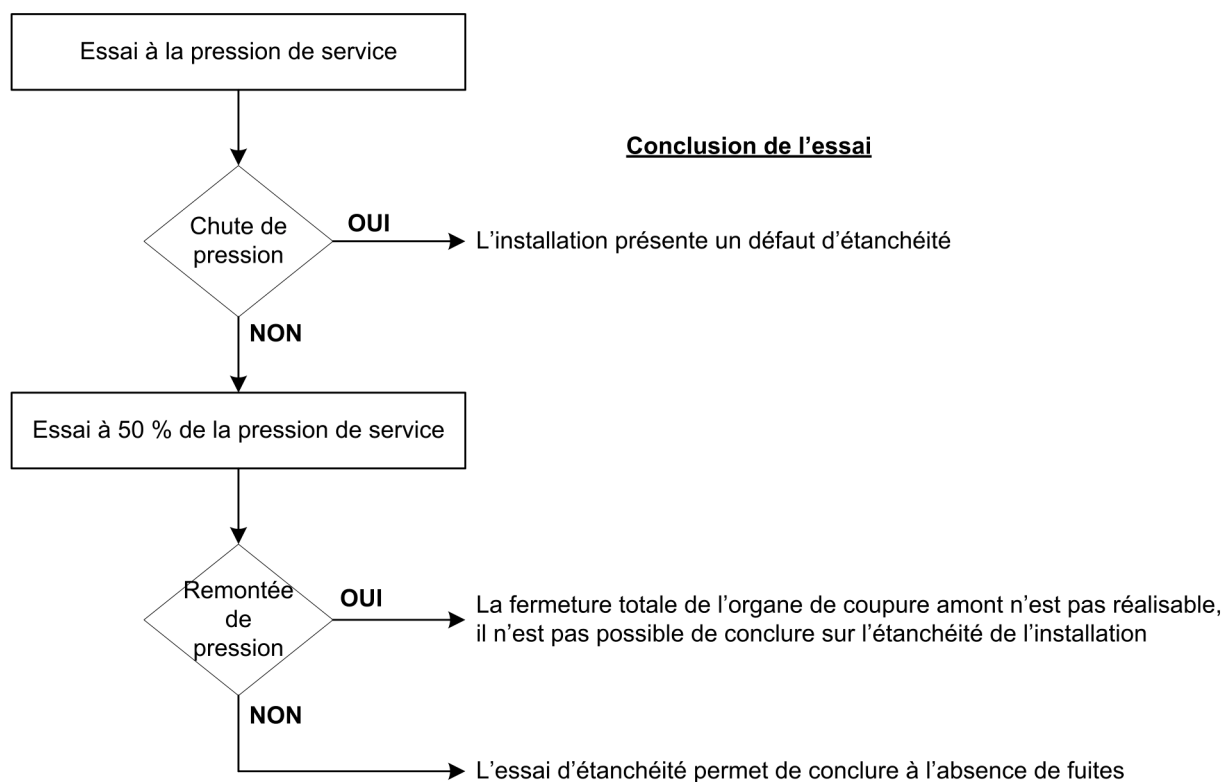 Essai à la pression de service
Conclusion de l’essai
Chute de
pression
OUI
L’installation présente un défaut d’étanchéité
NON
Essai à 50 % de la pression de service
Remontée
de
pression
OUI
La fermeture totale de l’organe de coupure amont n’est pas réalisable,
il n’est pas possible de conclure sur l’étanchéité de l’installation
NON
L’essai d’étanchéité permet de conclure à l’absence de fuites